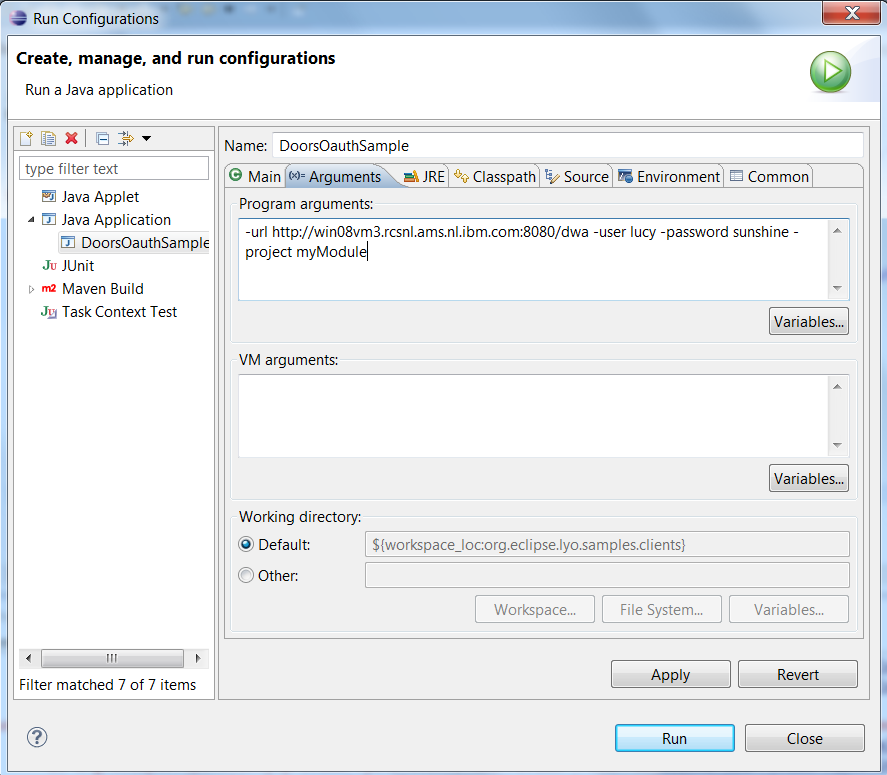 Run Configurations
Create, manage, and run configurations
Run a Java application
type filter text
Java Applet
Java Application
DoorsOauthSample
JUnit
Maven Build
Task Context Test
Filter matched 7 of 7 items
Name: DoorsOauthSample
Main (x)= Arguments JRE Classpath Source Environment Common
Program arguments:
-url http://win08vm3.rcsnl.ams.nl.ibm.com:8080/dwa -user lucy -password sunshine -
project myModule
Variables...
VM arguments:
Variables...
Working directory:
Default: ${workspace_loc:org.eclipse.lyo.samples.clients}
Other:
Workspace... File System... Variables...
Apply Revert
? Run Close